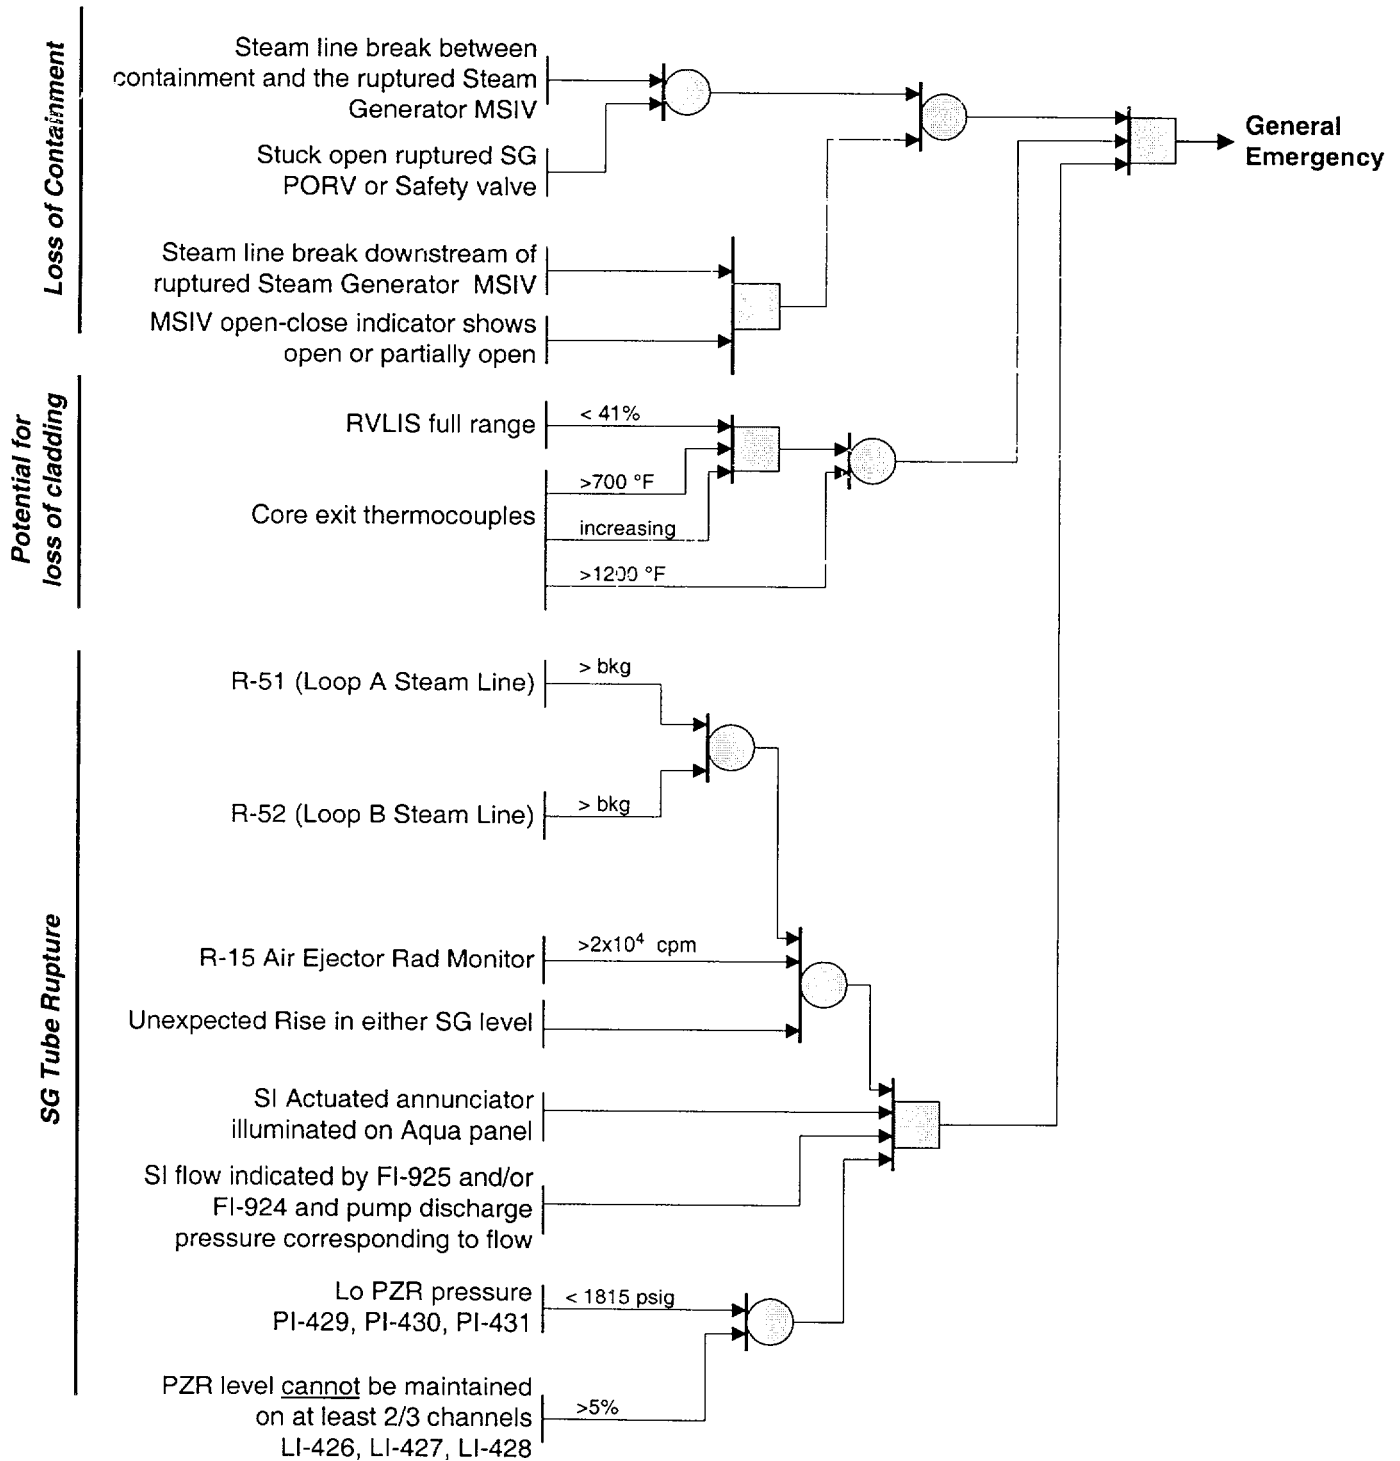 Loss of Containment
Steam line break between
containment and the ruptured Steam
Generator MSIV
Stuck open ruptured SG
PORV or Safety valve
General
Emergency
Steam line break downstream of
ruptured Steam Generator MSIV
MSIV open-close indicator shows
open or partially open
Potential for
loss of cladding
RVLIS full range
< 41%
Core exit thermocouples
>700 °F
increasing
>1200 °F
SG Tube Rupture
R-51 (Loop A Steam Line)
> bkg
R-52 (Loop B Steam Line)
> bkg
R-15 Air Ejector Rad Monitor
>2x10⁴ cpm
Unexpected Rise in either SG level
SI Actuated annunciator
illuminated on Aqua panel
SI flow indicated by FI-925 and/or
FI-924 and pump discharge
pressure corresponding to flow
Lo PZR pressure
PI-429, PI-430, PI-431
< 1815 psig
PZR level cannot be maintained
on at least 2/3 channels
LI-426, LI-427, LI-428
>5%